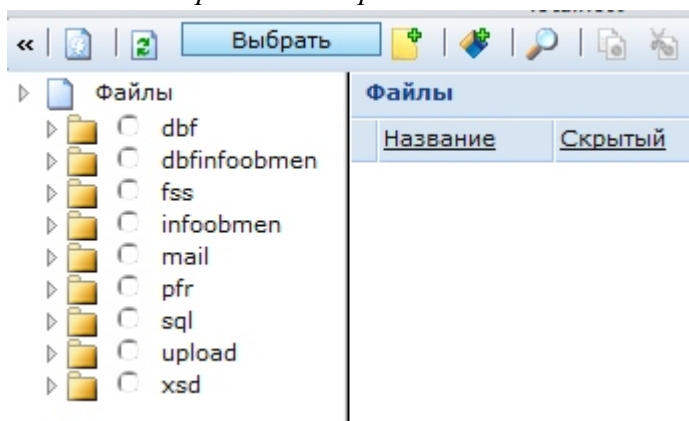 « Выбрать
Файлы
dbf
dbfinfoobmen
fss
infoobmen
mail
pfr
sql
upload
xsd
Файлы
Название Скрытый